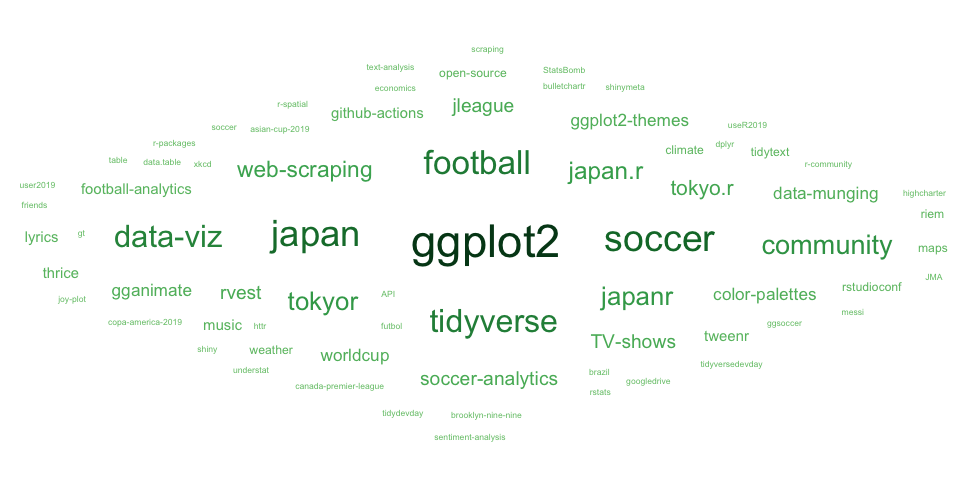 scraping
text-analysis
open-source
StatsBomb
economics
bulletchartr
shinymeta
r-spatial
github-actions
jleague
ggplot2-themes
soccer
asian-cup-2019
useR2019
r-packages
climate
dplyr
tidytext
table
data.table
xkcd
web-scraping
football
japan.r
r-community
user2019
football-analytics
tokyo.r
data-munging
highcharter
friends
riem
lyrics
gt
data-viz
japan
ggplot2
soccer
community
maps
thrice
JMA
joy-plot
gganimate
rvest
tokyor
API
japanr
color-palettes
rstudioconf
messi
copa-america-2019
music
httr
futbol
tidyverse
ggsoccer
shiny
weather
worldcup
TV-shows
tweenr
understat
tidyversedevday
canada-premier-league
soccer-analytics
brazil
googledrive
rstats
tidydevday
brooklyn-nine-nine
sentiment-analysis